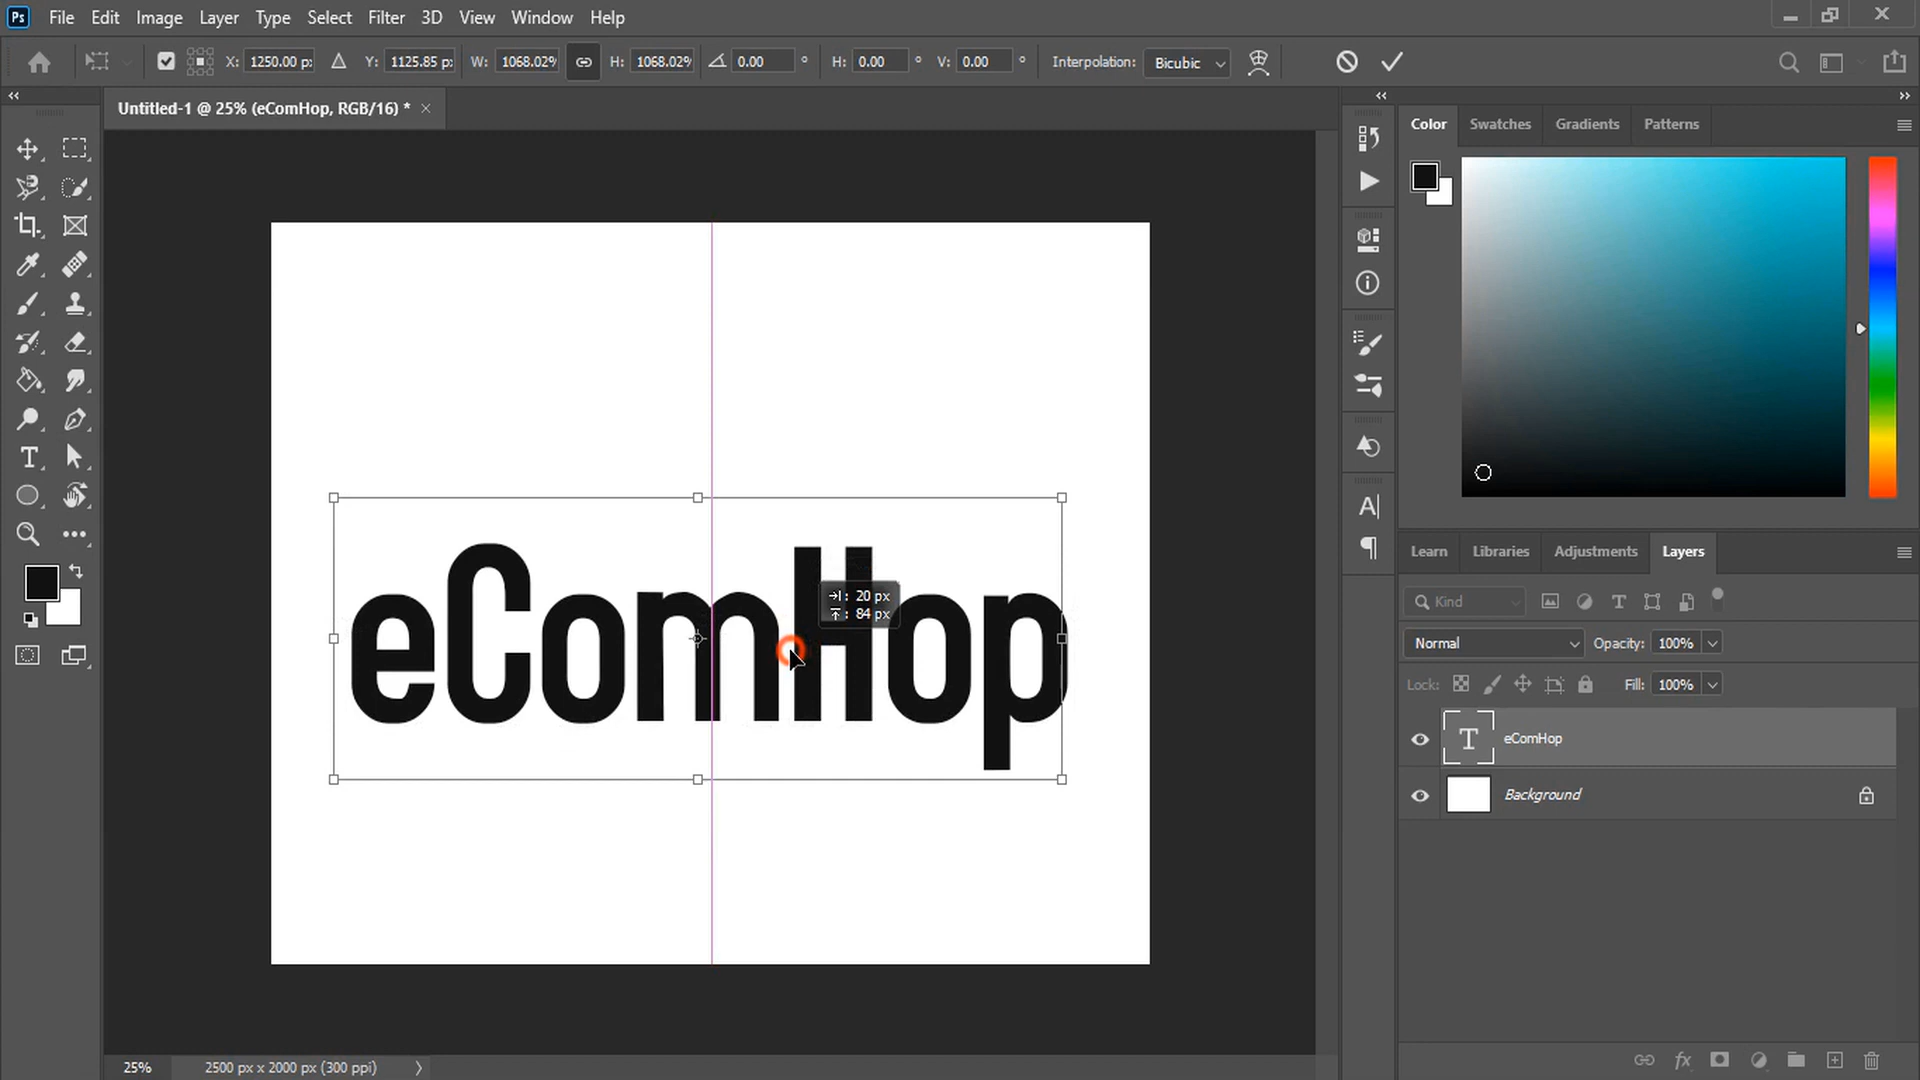 Ps File Edit Image Layer Type Select Filter 3D View Window Help
X: 1250.00 p: Y: 1125.85 p: W: 1068.02% H: 1068.02% 0.00 ° H: 0.00 ° V: 0.00 ° Interpolation: Bicubic
Untitled-1 @ 25% (eComHop, RGB/16) * ×
Color Swatches Gradients Patterns
eComHop
: 20 px
: 84 px
Learn Libraries Adjustments Layers
Kind
Normal Opacity: 100%
Lock: Fill: 100%
T eComHop
Background
25% 2500 px x 2000 px (300 ppi)